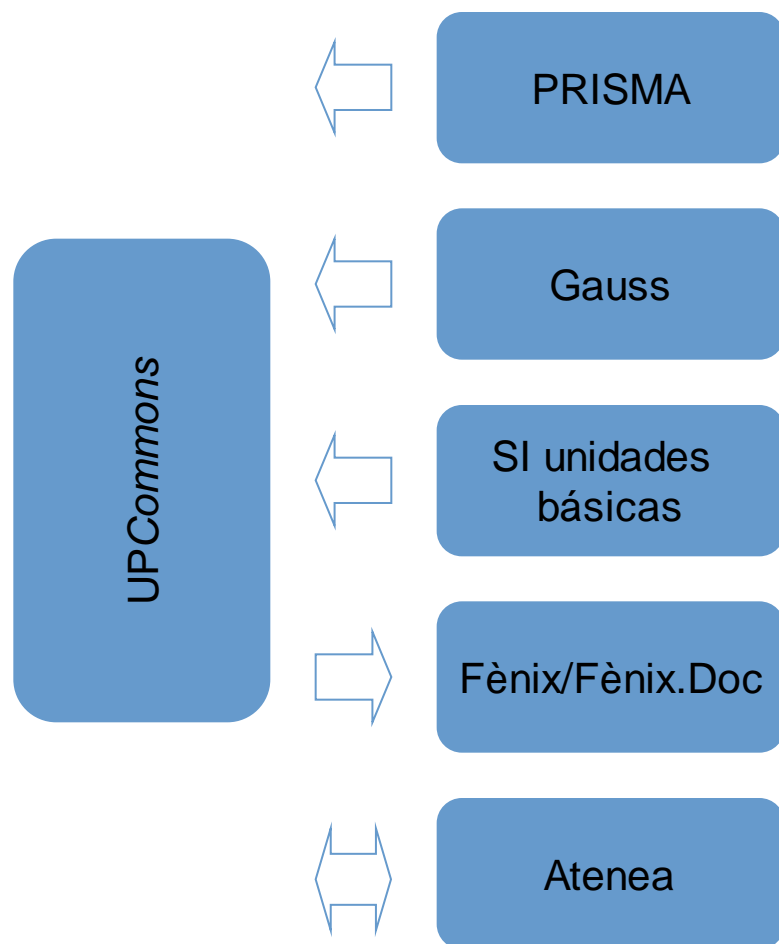 PRISMA
Gauss
UPCommons
SI unidades
básicas
Fènix/Fènix.Doc
Atenea